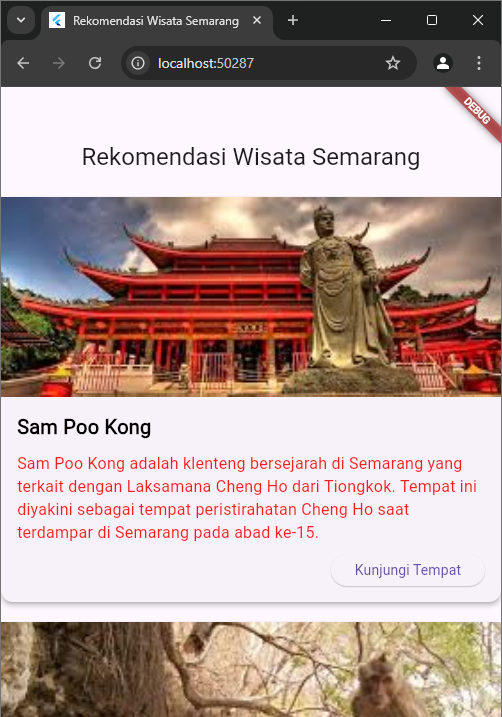 Rekomendasi Wisata Semarang
localhost:50287
DEBUG
Rekomendasi Wisata Semarang
Sam Poo Kong
Sam Poo Kong adalah klenteng bersejarah di Semarang yang
terkait dengan Laksamana Cheng Ho dari Tiongkok. Tempat ini
diyakini sebagai tempat peristirahatan Cheng Ho saat
terdampar di Semarang pada abad ke-15.
Kunjungi Tempat